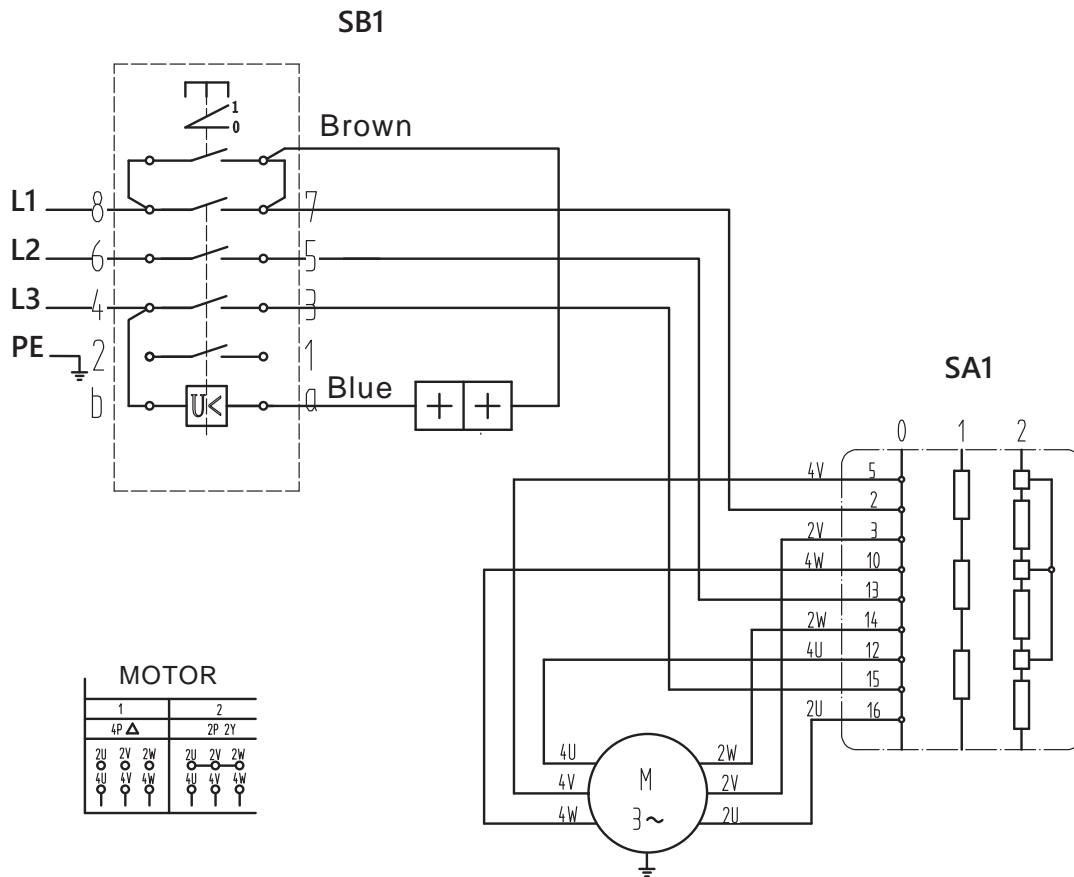 SB1
1
0
Brown
L1 8 7
L2 6 5
L3 4 3
PE 2 1
b U< a
Blue
SA1
0 1 2
4V 5
2
2V 3
4W 10
13
2W 14
4U 12
15
2U 16
MOTOR
1 2
4P △ 2P 2Y
2U 2V 2W 2U 2V 2W
4U 4V 4W 4U 4V 4W
4U 2W
4V M 2V
4W 3~ 2U